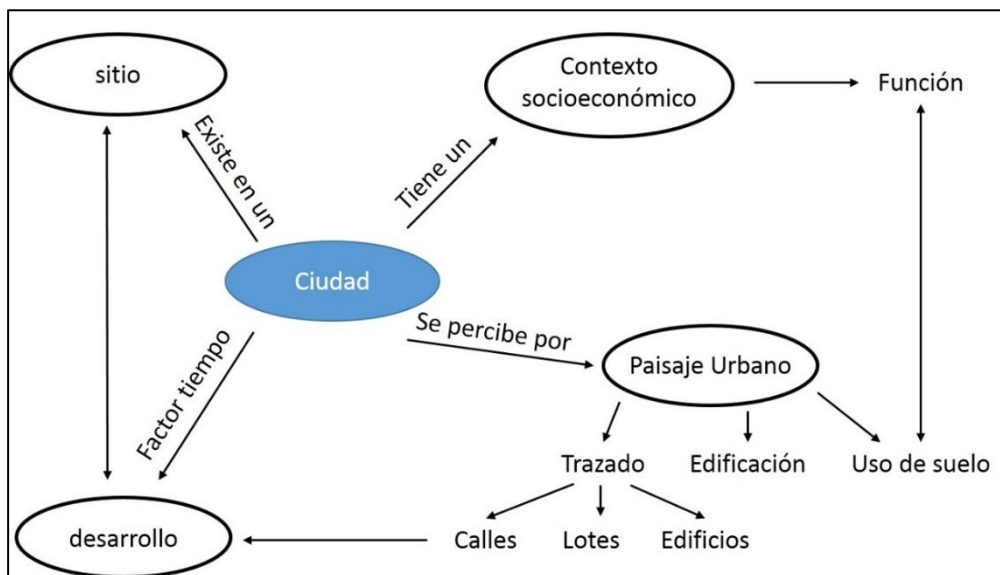 sitio
Contexto
socioeconómico
Función
Existe en un
Tiene un
Ciudad
Se percibe por
Paisaje Urbano
Factor tiempo
Trazado
Edificación
Uso de suelo
desarrollo
Calles
Lotes
Edificios